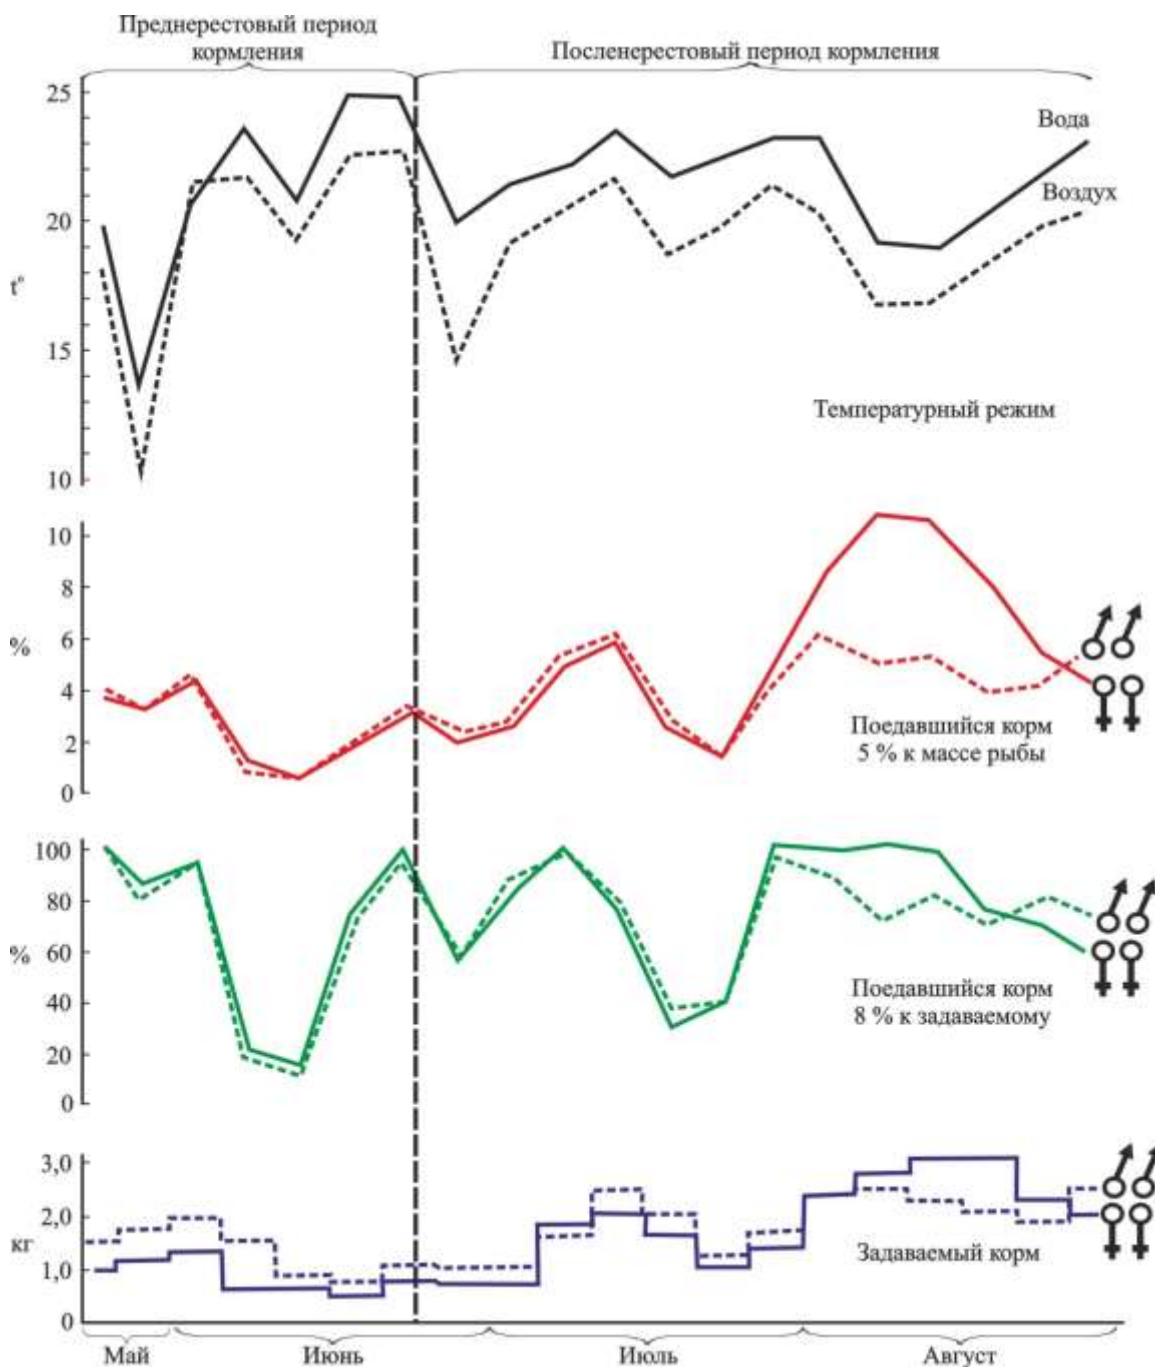 Преднерестовый период
кормления
Посленерестовый период кормления
25
20
t°
15
10
Вода
Воздух
Температурный режим
10
8
6
%
4
2
0
Поедавшийся корм
5 % к массе рыбы
100
80
60
%
40
20
0
Поедавшийся корм
8 % к задаваемому
3,0
2,0
кг
1,0
0
Задаваемый корм
Май
Июнь
Июль
Август